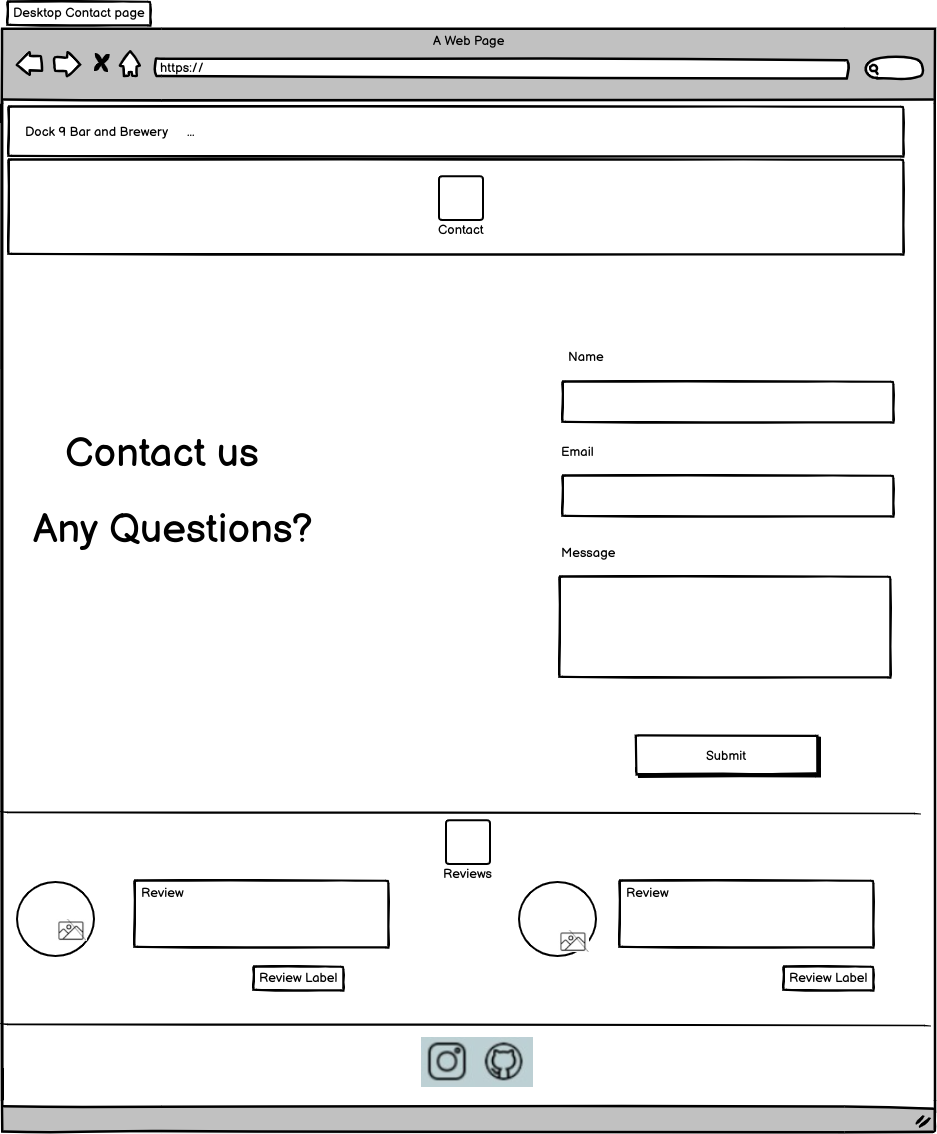 Desktop Contact page
A Web Page
https://
Dock 9 Bar and Brewery ...
Contact
Name
Contact us
Email
Any Questions?
Message
Submit
Reviews
Review
Review
Review Label
Review Label